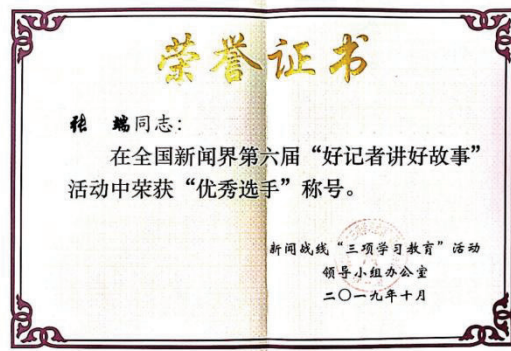 荣誉证书
张 端同志:
在全国新闻界第六届“好记者讲好故事”
活动中荣获“优秀选手”称号。
新闻战线“三项学习教育”活动
领导小组办公室
二〇一九年十月